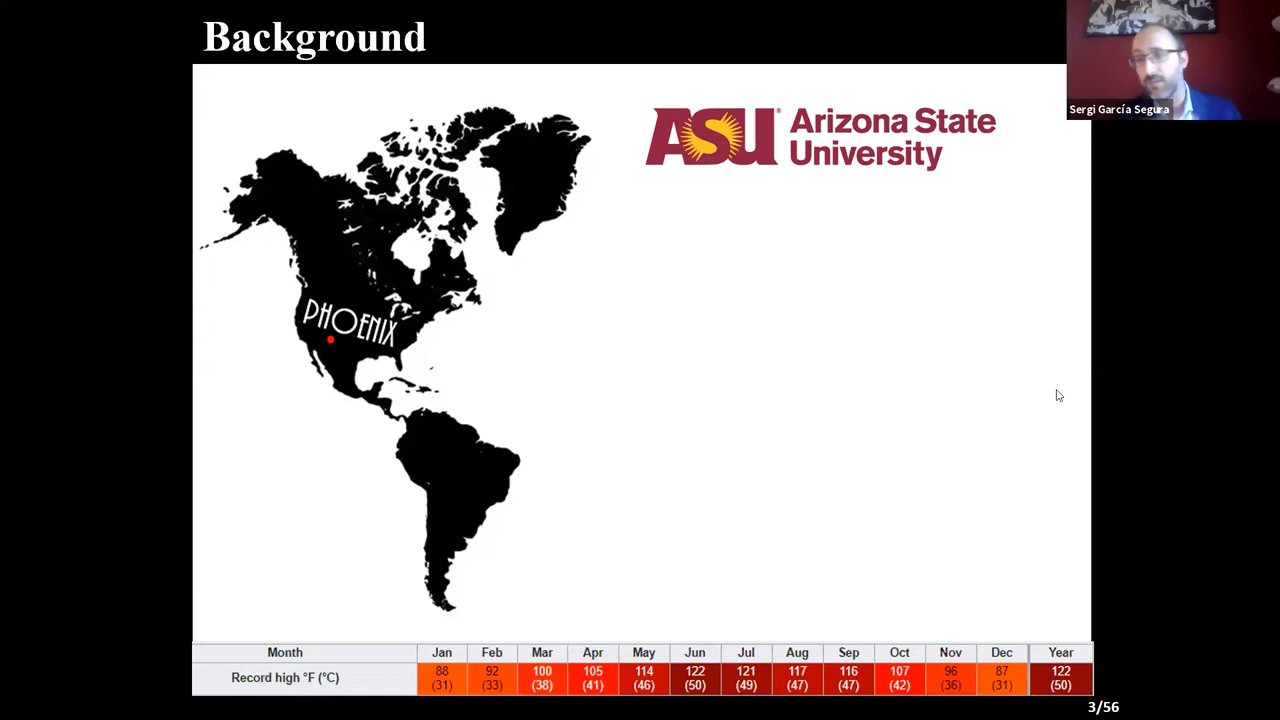 Background
Sergi García Segura
ASU® Arizona State
University
PHOENIX
Month Jan Feb Mar Apr May Jun Jul Aug Sep Oct Nov Dec Year
Record high °F (°C) 88 92 100 105 114 122 121 117 116 107 96 87 122
(31) (33) (38) (41) (46) (50) (49) (47) (47) (42) (36) (31) (50)
3/56